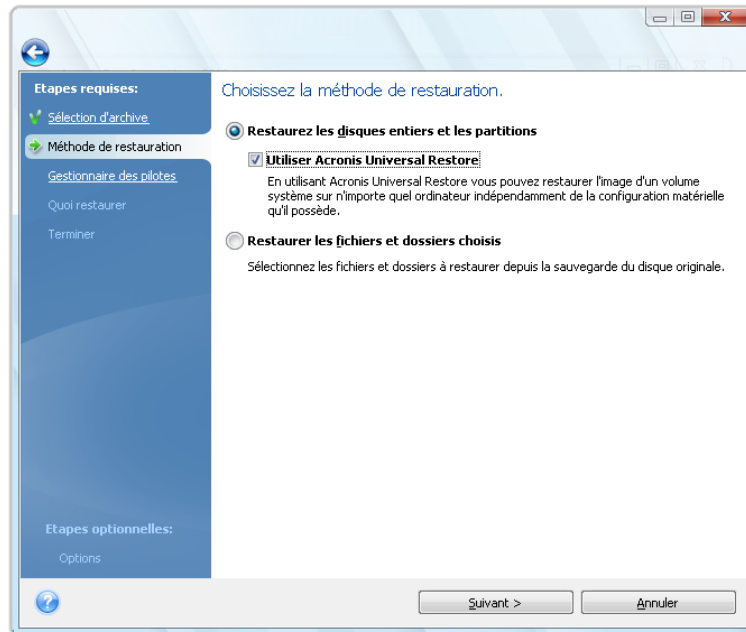 Etapes requises:
Sélection d'archive
Méthode de restauration
Gestionnaire des pilotes
Quoi restaurer
Terminer
Etapes optionnelles:
Options
Choisissez la méthode de restauration.
Restaurez les disques entiers et les partitions
Utiliser Acronis Universal Restore
En utilisant Acronis Universal Restore vous pouvez restaurer l'image d'un volume
système sur n'importe quel ordinateur indépendamment de la configuration matérielle
qu'il possède.
Restaurer les fichiers et dossiers choisis
Sélectionnez les fichiers et dossiers à restaurer depuis la sauvegarde du disque originale.
Suivant >
Annuler